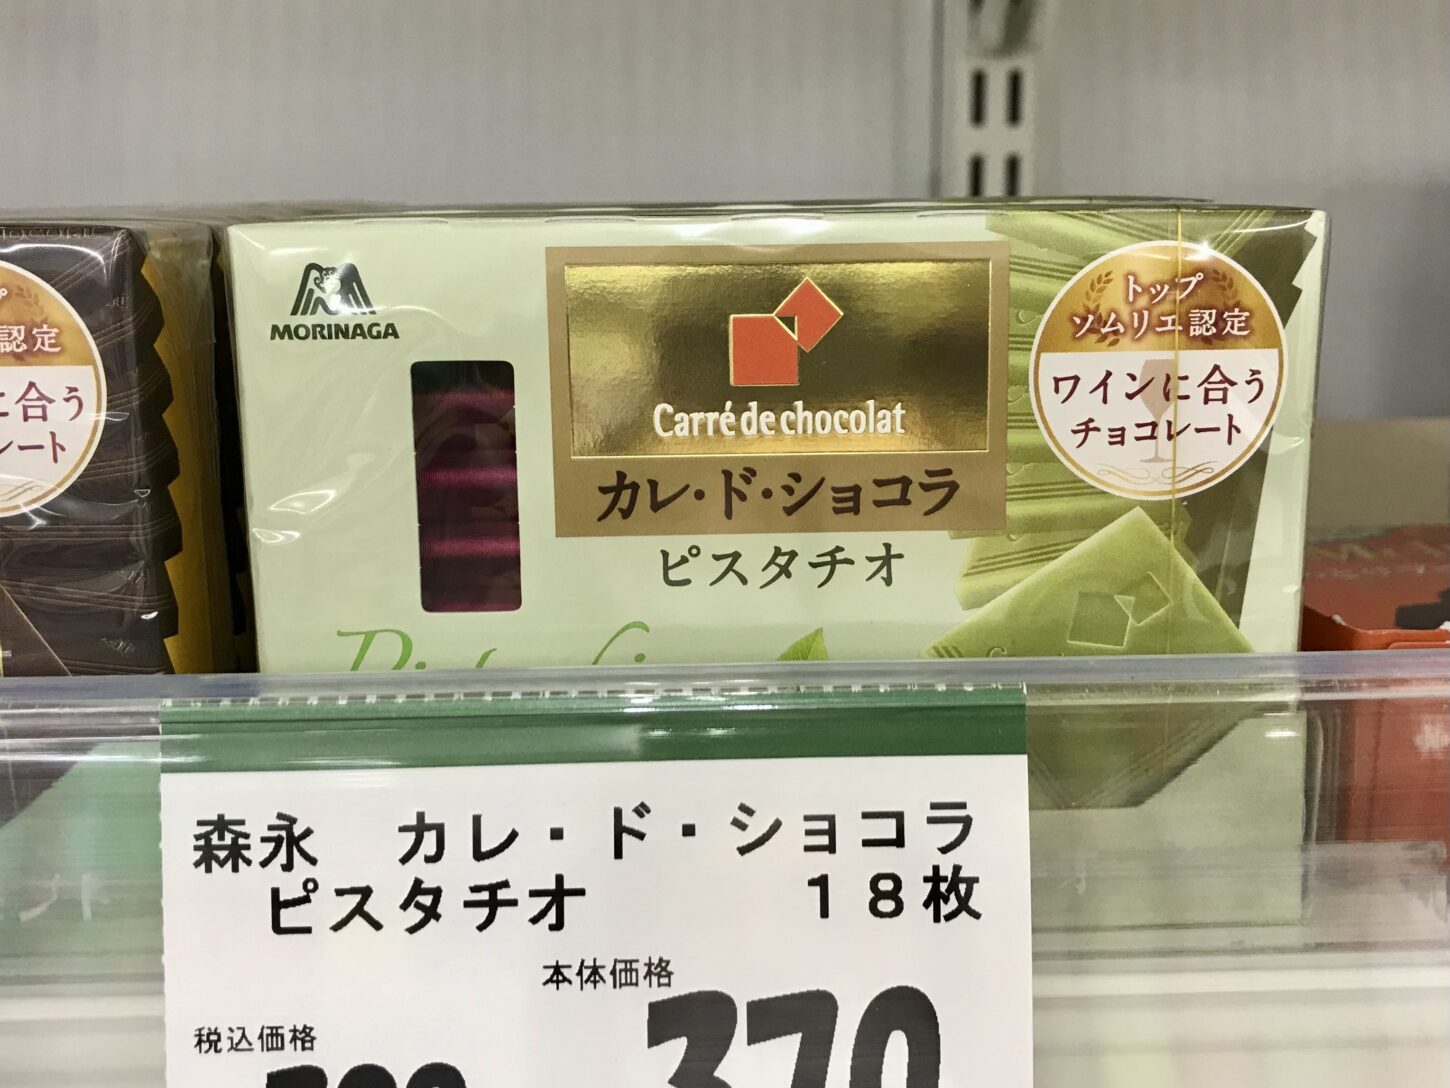 MORINAGA
Carré de chocolat
カレ・ド・ショコラ
ピスタチオ
トップ
ソムリエ認定
ワインに合う
チョコレート
認定
に合う
レート
森永 カレ・ド・ショコラ
ピスタチオ 18枚
本体価格
370
税込価格